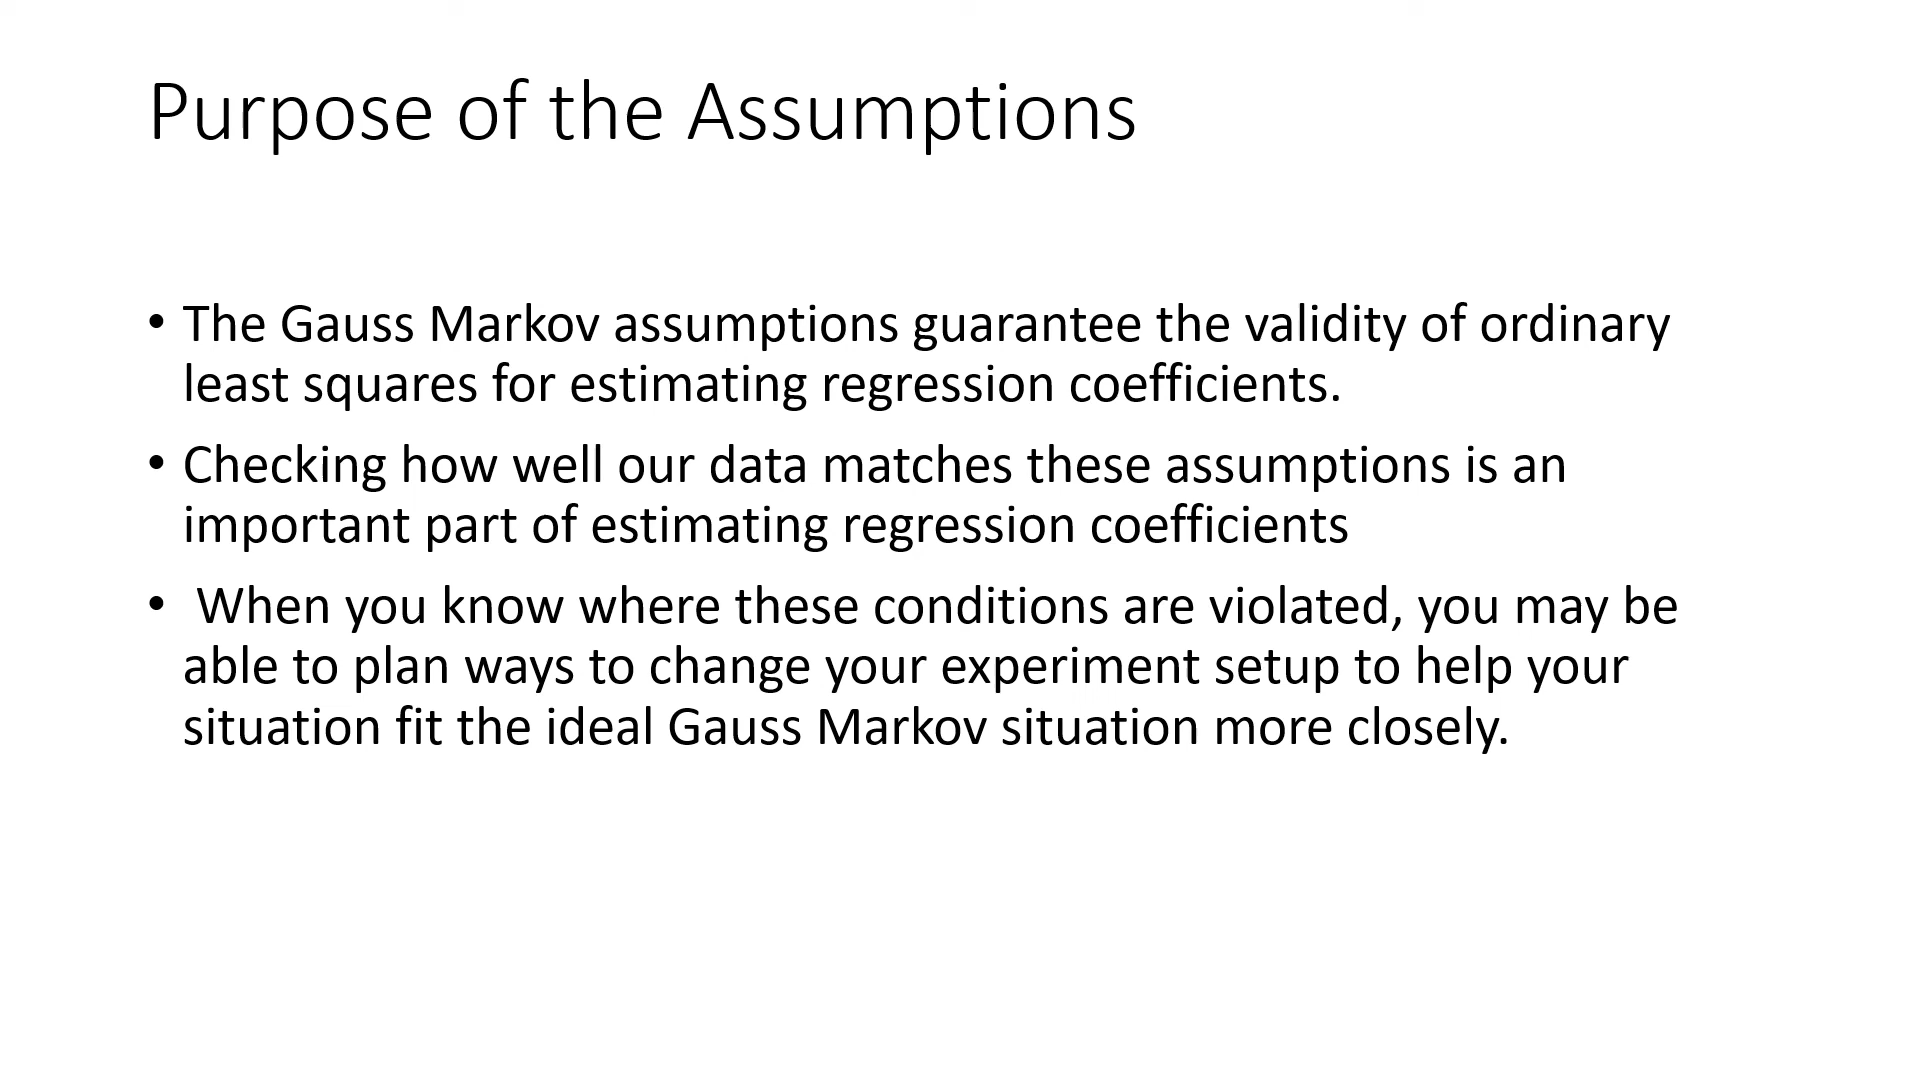 Purpose of the Assumptions
• The Gauss Markov assumptions guarantee the validity of ordinary
least squares for estimating regression coefficients.
• Checking how well our data matches these assumptions is an
important part of estimating regression coefficients
• When you know where these conditions are violated, you may be
able to plan ways to change your experiment setup to help your
situation fit the ideal Gauss Markov situation more closely.